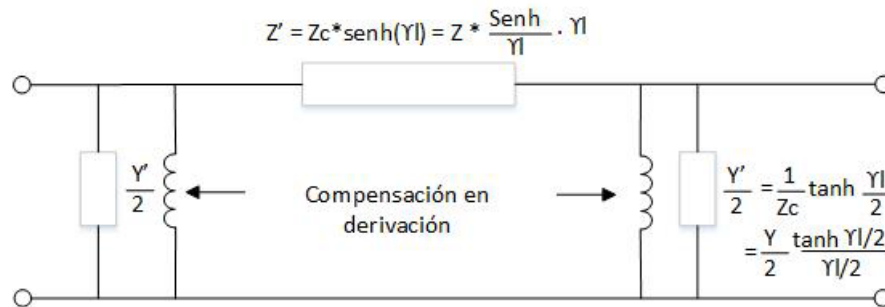 Z' = Zc*senh(ϒl) = Z * Senh/ϒl · ϒl
Y'/2
Compensación en
derivación
Y'/2 = 1/Zc tanh ϒl/2
= Y/2 tanh ϒl/2 / ϒl/2